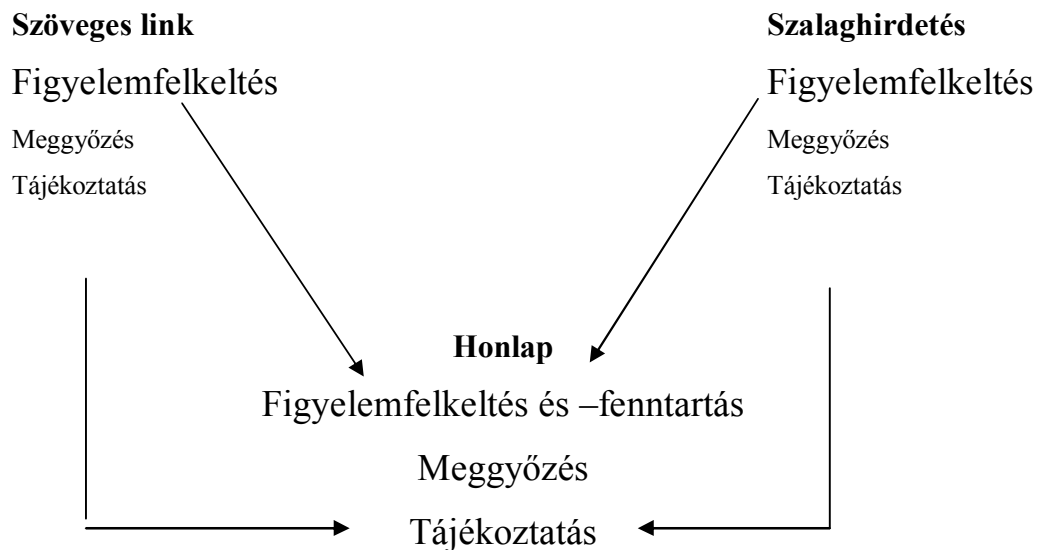 Szöveges link
Figyelemfelkeltés
Meggyőzés
Tájékoztatás
Szalaghirdetés
Figyelemfelkeltés
Meggyőzés
Tájékoztatás
Honlap
Figyelemfelkeltés és –fenntartás
Meggyőzés
Tájékoztatás